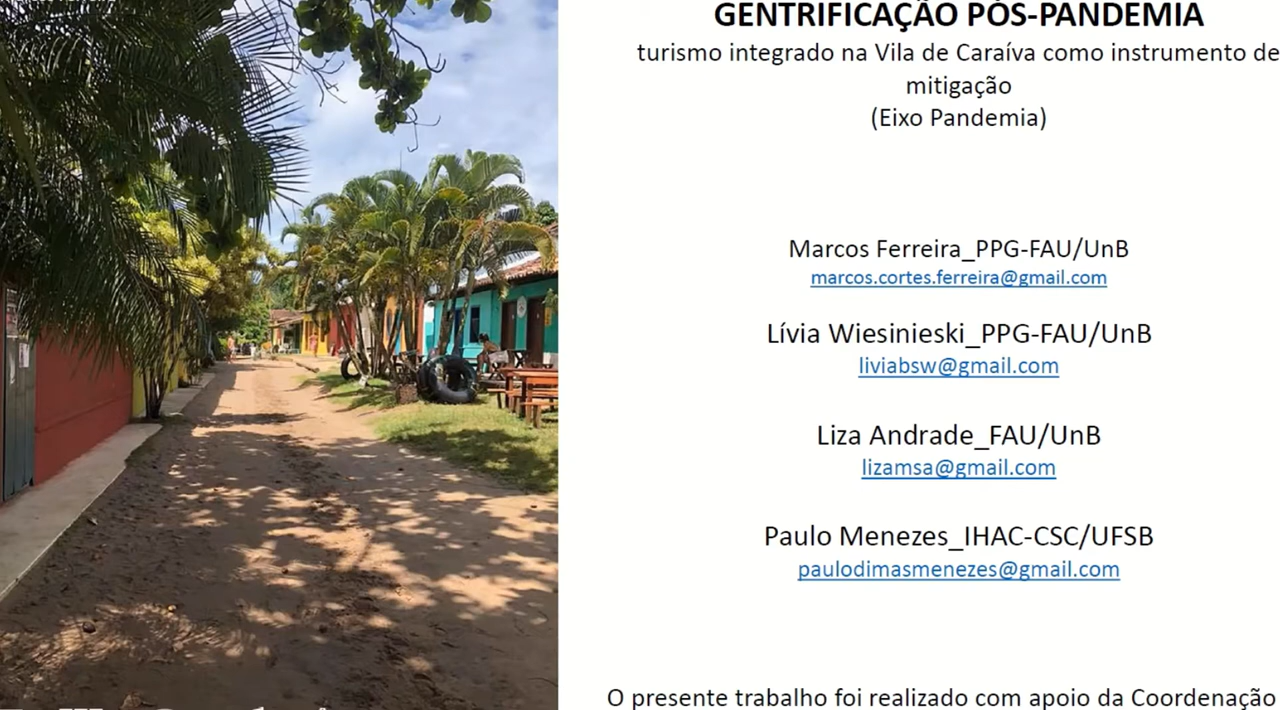 GENTRIFICAÇÃO PÓS-PANDEMIA
turismo integrado na Vila de Caraíva como instrumento de
mitigação
(Eixo Pandemia)
Marcos Ferreira_PPG-FAU/UnB
marcos.cortes.ferreira@gmail.com
Lívia Wiesinieski_PPG-FAU/UnB
liviabsw@gmail.com
Liza Andrade_FAU/UnB
lizamsa@gmail.com
Paulo Menezes_IHAC-CSC/UFSB
paulodimasmenezes@gmail.com
O presente trabalho foi realizado com apoio da Coordenação